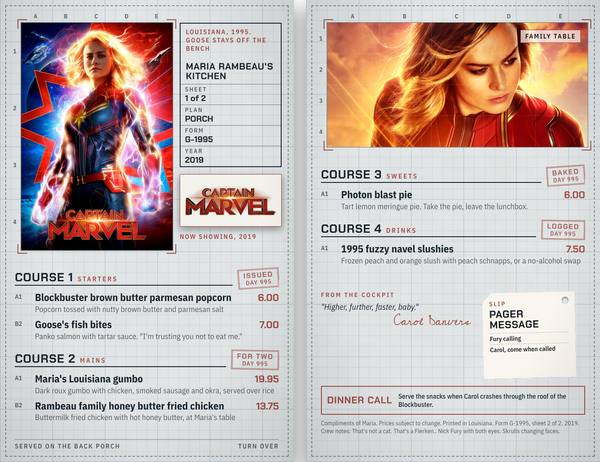 A B C D E
1
2
3
4
CAPTAIN
MARVEL
LOUISIANA, 1995.
GOOSE STAYS OFF THE
BENCH
MARIA RAMBEAU'S
KITCHEN
SHEET
1 of 2
PLAN
PORCH
FORM
G-1995
YEAR
2019
CAPTAIN
MARVEL
NOW SHOWING, 2019
COURSE 1 STARTERS
ISSUED
DAY 995
A1 Blockbuster brown butter parmesan popcorn 6.00
Popcorn tossed with nutty brown butter and parmesan salt
B2 Goose's fish bites 7.00
Panko salmon with tartar sauce. "I'm trusting you not to eat me."
COURSE 2 MAINS
FOR TWO
DAY 995
A1 Maria's Louisiana gumbo 19.95
Dark roux gumbo with chicken, smoked sausage and okra, served over rice
B2 Rambeau family honey butter fried chicken 13.75
Buttermilk fried chicken with hot honey butter, at Maria's table
SERVED ON THE BACK PORCH TURN OVER
A B C D E
1
2
3
4
FAMILY TABLE
COURSE 3 SWEETS
BAKED
DAY 995
A1 Photon blast pie 6.00
Tart lemon meringue pie. Take the pie, leave the lunchbox.
COURSE 4 DRINKS
LOGGED
DAY 995
A1 1995 fuzzy navel slushies 7.50
Frozen peach and orange slush with peach schnapps, or a no-alcohol swap
FROM THE COCKPIT
"Higher, further, faster, baby."
Carol Danvers
SLIP
PAGER
MESSAGE
Fury calling
Carol, come when called
DINNER CALL Serve the snacks when Carol crashes through the roof of the
Blockbuster.
Compliments of Maria. Prices subject to change. Printed in Louisiana. Form G-1995, sheet 2 of 2, 2019.
Crew notes: That's not a cat. That's a Flerken.. Nick Fury with both eyes. Skrulls changing faces.